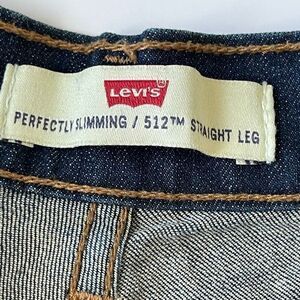 LEVI'S
PERFECTLY SLIMMING / 512™ STRAIGHT LEG